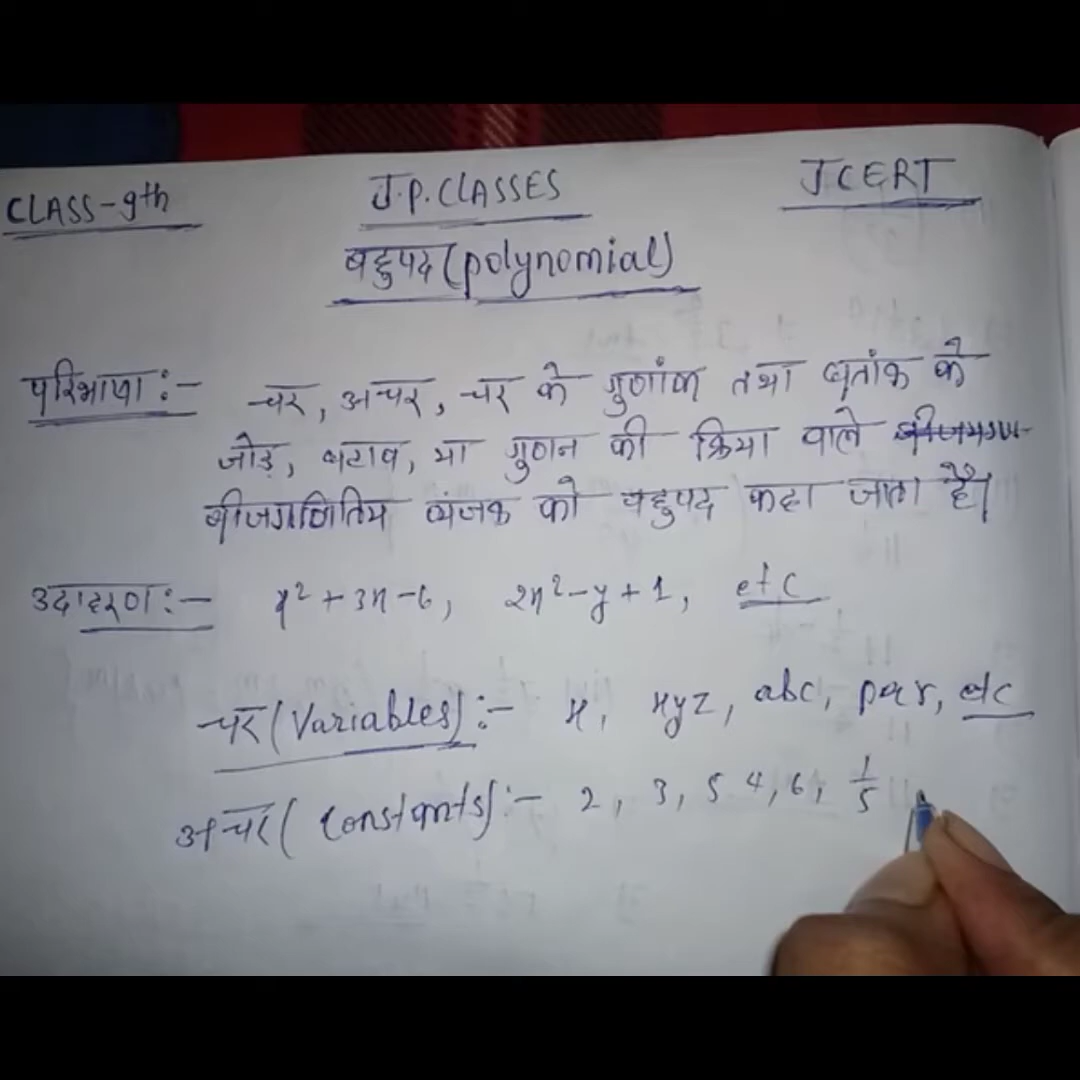 CLASS-9th J.P.CLASSES JCERT
बहुपद (polynomial)
परिभाषा :- चर, अचर, चर के गुणांक तथा घातांक के
जोड़, घटाव, या गुणन की क्रिया वाले
बीजगणितिय व्यंजक को बहुपद कहा जाता है।
उदाहरण :- x² + 3x - 6, 2x² - y + 1, etc
चर (Variables) :- x, xyz, abc, pqr, etc
अचर (Constants) :- 2, 3, 5 4, 6, 1/5